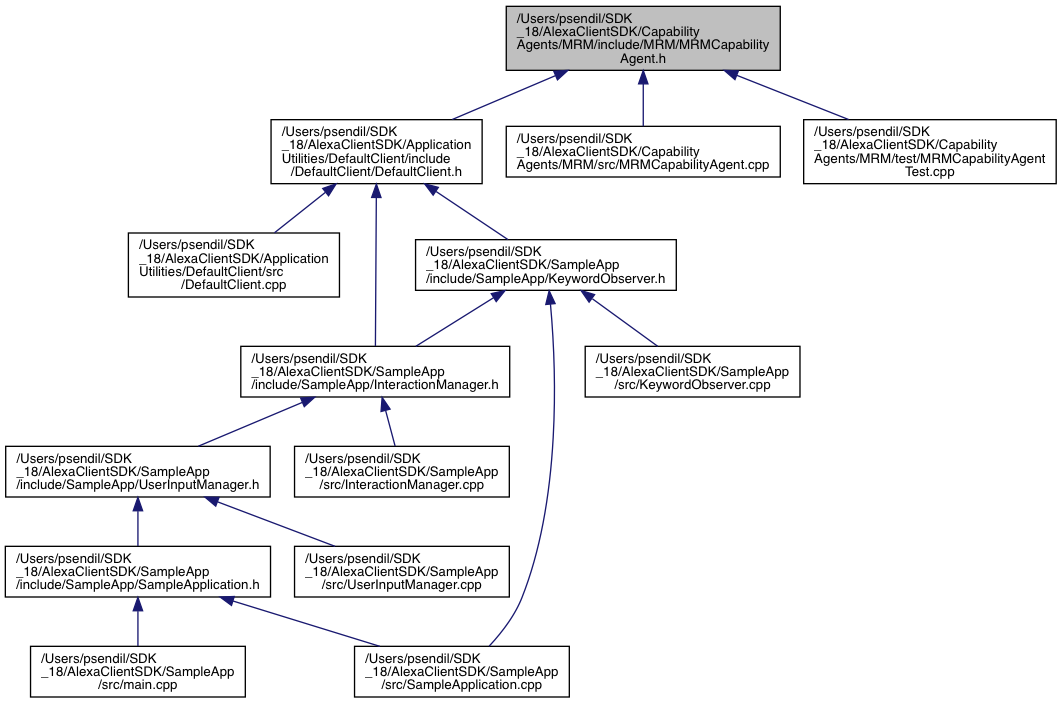 /Users/psendil/SDK
_18/AlexaClientSDK/Capability
Agents/MRM/include/MRM/MRMCapability
Agent.h
/Users/psendil/SDK
_18/AlexaClientSDK/Application
Utilities/DefaultClient/include
/DefaultClient/DefaultClient.h
/Users/psendil/SDK
_18/AlexaClientSDK/Capability
Agents/MRM/src/MRMCapabilityAgent.cpp
/Users/psendil/SDK
_18/AlexaClientSDK/Capability
Agents/MRM/test/MRMCapabilityAgent
Test.cpp
/Users/psendil/SDK
_18/AlexaClientSDK/Application
Utilities/DefaultClient/src
/DefaultClient.cpp
/Users/psendil/SDK
_18/AlexaClientSDK/SampleApp
/include/SampleApp/KeywordObserver.h
/Users/psendil/SDK
_18/AlexaClientSDK/SampleApp
/include/SampleApp/InteractionManager.h
/Users/psendil/SDK
_18/AlexaClientSDK/SampleApp
/src/KeywordObserver.cpp
/Users/psendil/SDK
_18/AlexaClientSDK/SampleApp
/include/SampleApp/UserInputManager.h
/Users/psendil/SDK
_18/AlexaClientSDK/SampleApp
/src/InteractionManager.cpp
/Users/psendil/SDK
_18/AlexaClientSDK/SampleApp
/include/SampleApp/SampleApplication.h
/Users/psendil/SDK
_18/AlexaClientSDK/SampleApp
/src/UserInputManager.cpp
/Users/psendil/SDK
_18/AlexaClientSDK/SampleApp
/src/main.cpp
/Users/psendil/SDK
_18/AlexaClientSDK/SampleApp
/src/SampleApplication.cpp